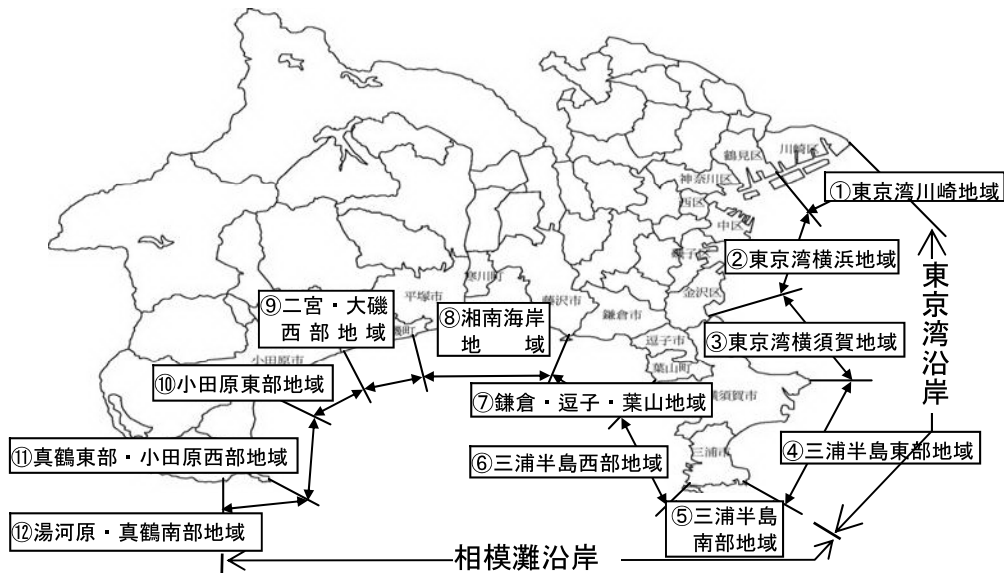 川崎区
鶴見区
神奈川区
①東京湾川崎地域
西区
中区
②東京湾横浜地域
東京湾沿岸
寒川町
⑨二宮・大磯
西部地域
平塚市
金沢区
藤沢市
⑧湘南海岸
地域
鎌倉市
③東京湾横須賀地域
逗子市
小田原市
葉山町
⑩小田原東部地域
横須賀市
⑦鎌倉・逗子・葉山地域
⑪真鶴東部・小田原西部地域
⑥三浦半島西部地域
三浦市
④三浦半島東部地域
⑤三浦半島
南部地域
⑫湯河原・真鶴南部地域
相模灘沿岸